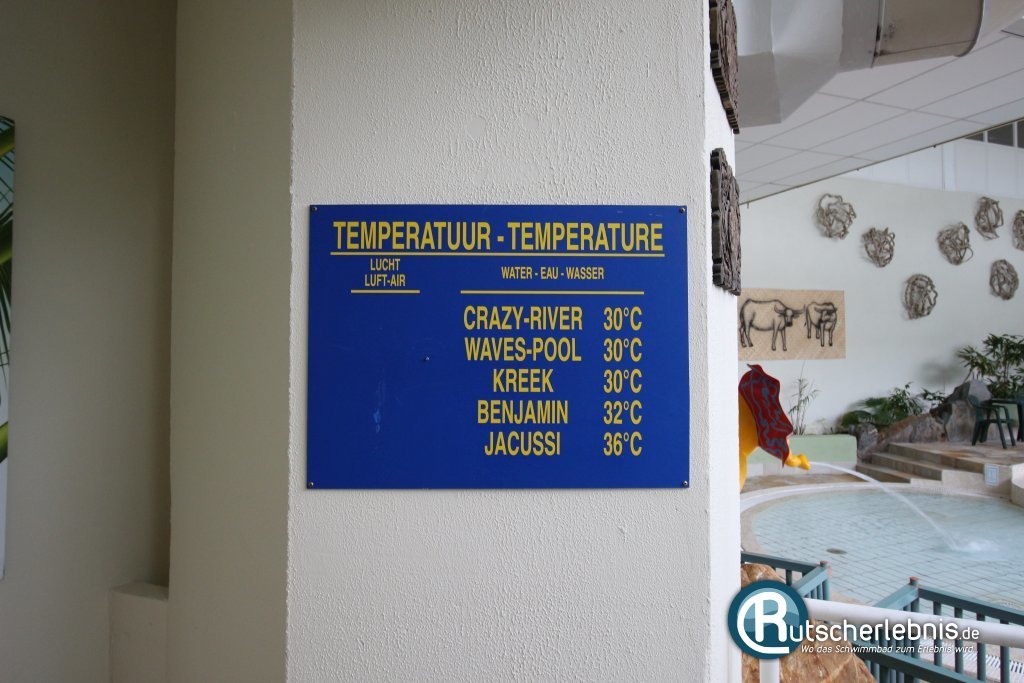 TEMPERATUUR - TEMPERATURE
LUCHT
LUFT-AIR
WATER - EAU - WASSER
CRAZY-RIVER 30°C
WAVES-POOL 30°C
KREEK 30°C
BENJAMIN 32°C
JACUSSI 36°C
Rutscherlebnis.de
Wo das Schwimmbad zum Erlebnis wird